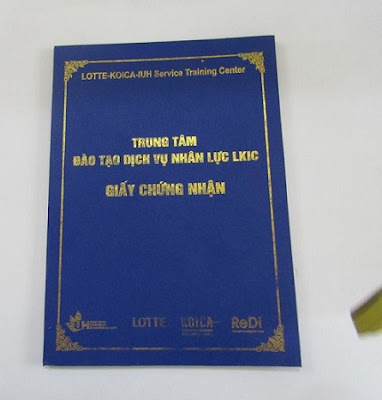 LOTTE-KOICA-IUH Service Training Center
TRUNG TÂM
ĐÀO TẠO DỊCH VỤ NHÂN LỰC LKIC
GIẤY CHỨNG NHẬN
LOTTE KOICA ReDI